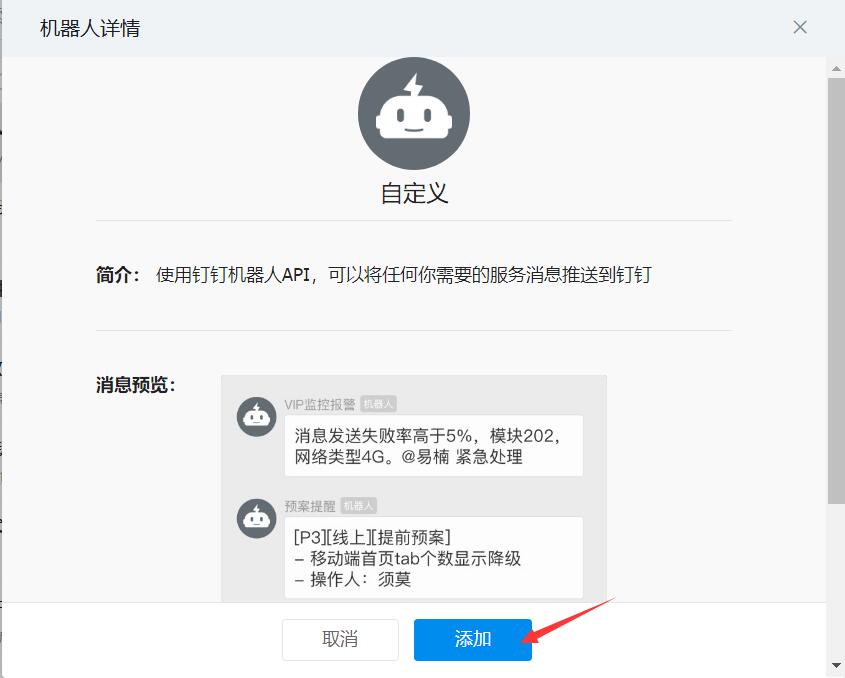 机器人详情
自定义
简介： 使用钉钉机器人API，可以将任何你需要的服务消息推送到钉钉
消息预览：
VIP监控报警 机器人
消息发送失败率高于5%，模块202，
网络类型4G。@易楠 紧急处理
预案提醒 机器人
[P3][线上][提前预案]
– 移动端首页tab个数显示降级
– 操作人：须莫
取消
添加